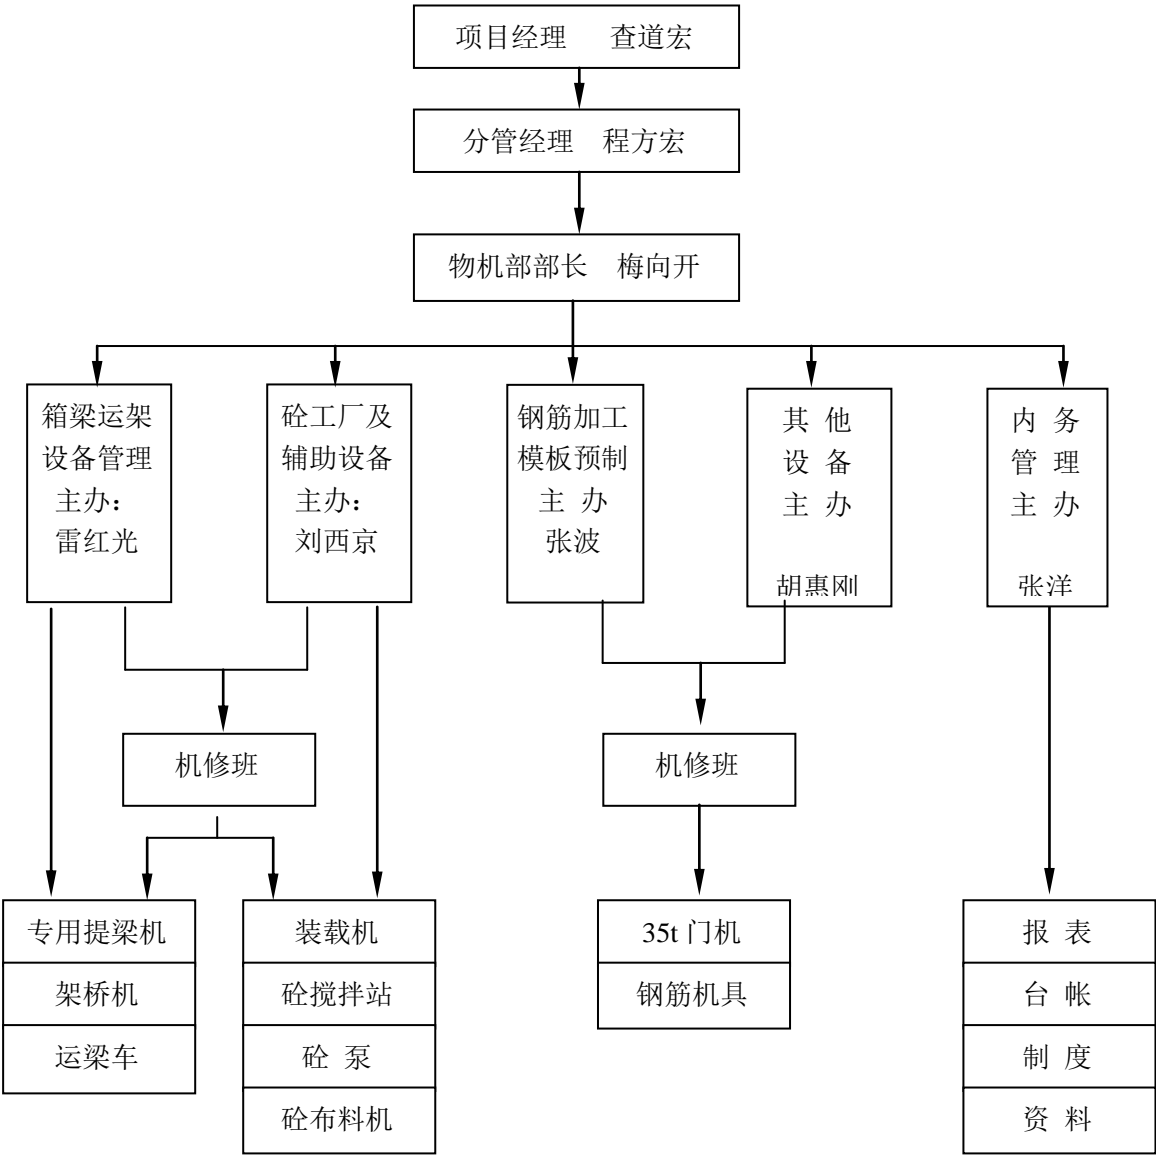 项目经理 查道宏
分管经理 程方宏
物机部部长 梅向开
箱梁运架
设备管理
主办：
雷红光
砼工厂及
辅助设备
主办：
刘西京
钢筋加工
模板预制
主 办
张波
其 他
设 备
主 办
胡惠刚
内 务
管 理
主 办
张洋
机修班
机修班
专用提梁机
架桥机
运梁车
装载机
砼搅拌站
砼 泵
砼布料机
35t 门机
钢筋机具
报 表
台 帐
制 度
资 料